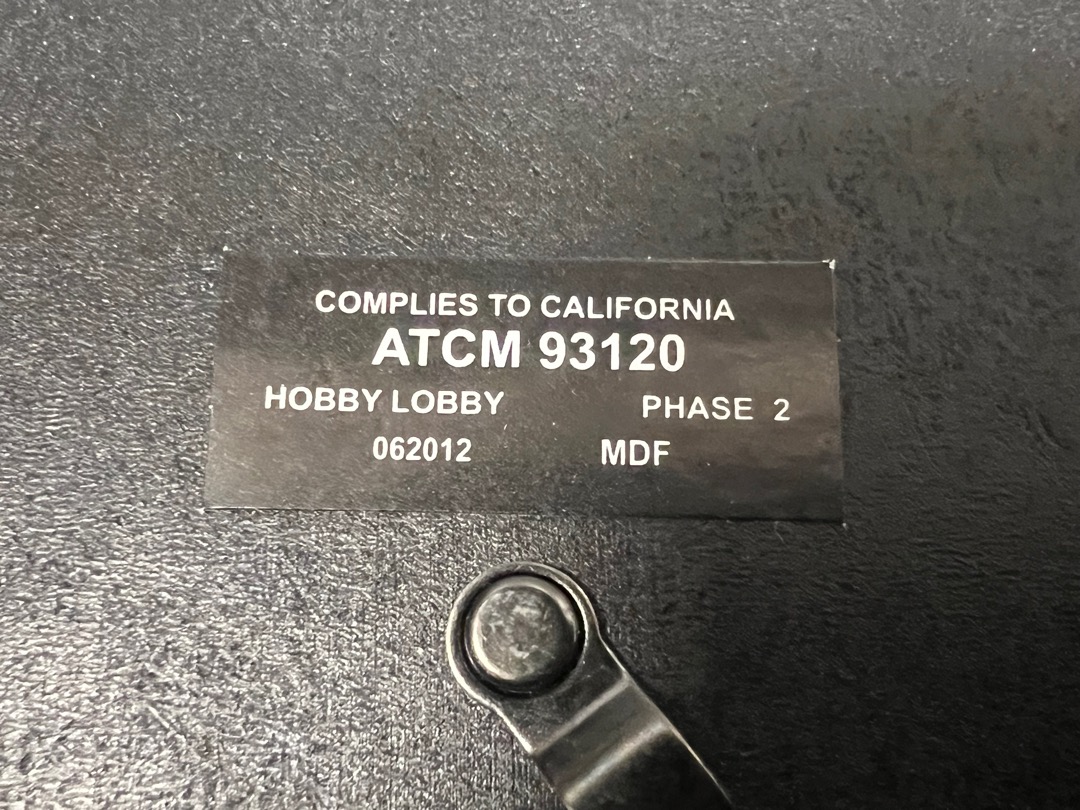 COMPLIES TO CALIFORNIA
ATCM 93120
HOBBY LOBBY PHASE 2
062012 MDF